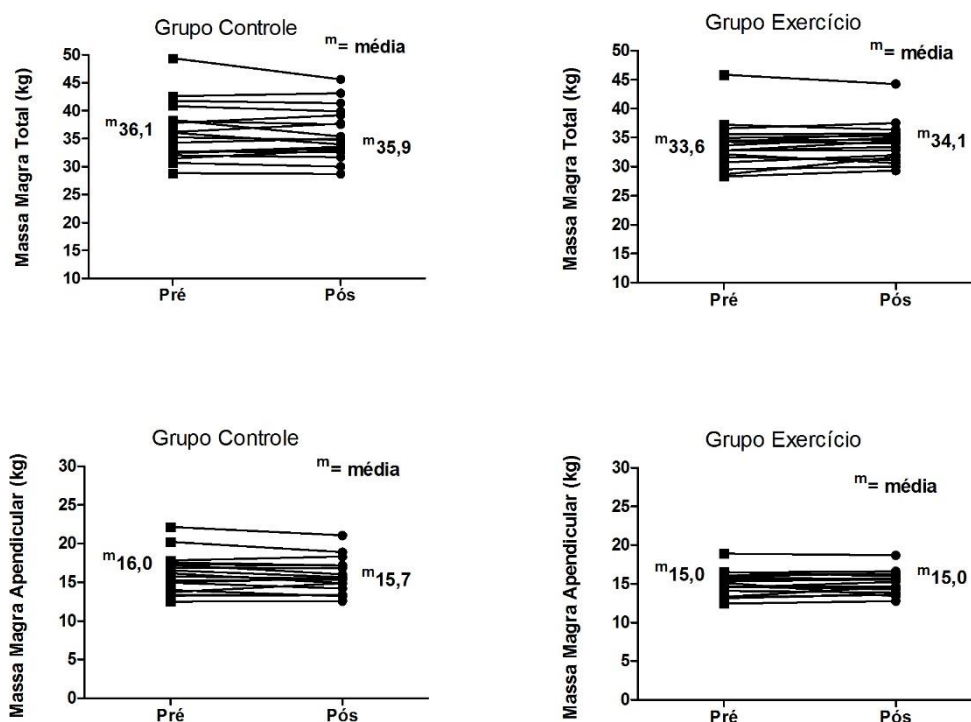 Grupo Controle
m= média
Massa Magra Total (kg)
50
45
40
35
30
25
20
15
10
m36,1
m35,9
Pré
Pós
Grupo Exercício
m= média
Massa Magra Total (kg)
50
45
40
35
30
25
20
15
10
m33,6
m34,1
Pré
Pós
Grupo Controle
m= média
Massa Magra Apendicular (kg)
30
25
20
15
10
5
0
m16,0
m15,7
Pré
Pós
Grupo Exercício
m= média
Massa Magra Apendicular (kg)
30
25
20
15
10
5
0
m15,0
m15,0
Pré
Pós